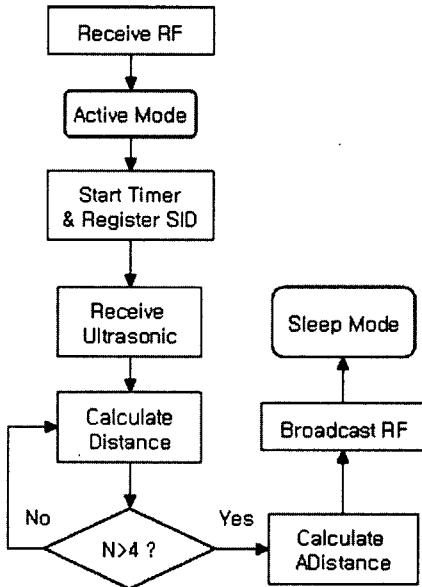 Receive RF
Active Mode
Start Timer
& Register SID
Receive
Ultrasonic
Calculate
Distance
No
N>4 ?
Yes
Calculate
ADistance
Broadcast RF
Sleep Mode